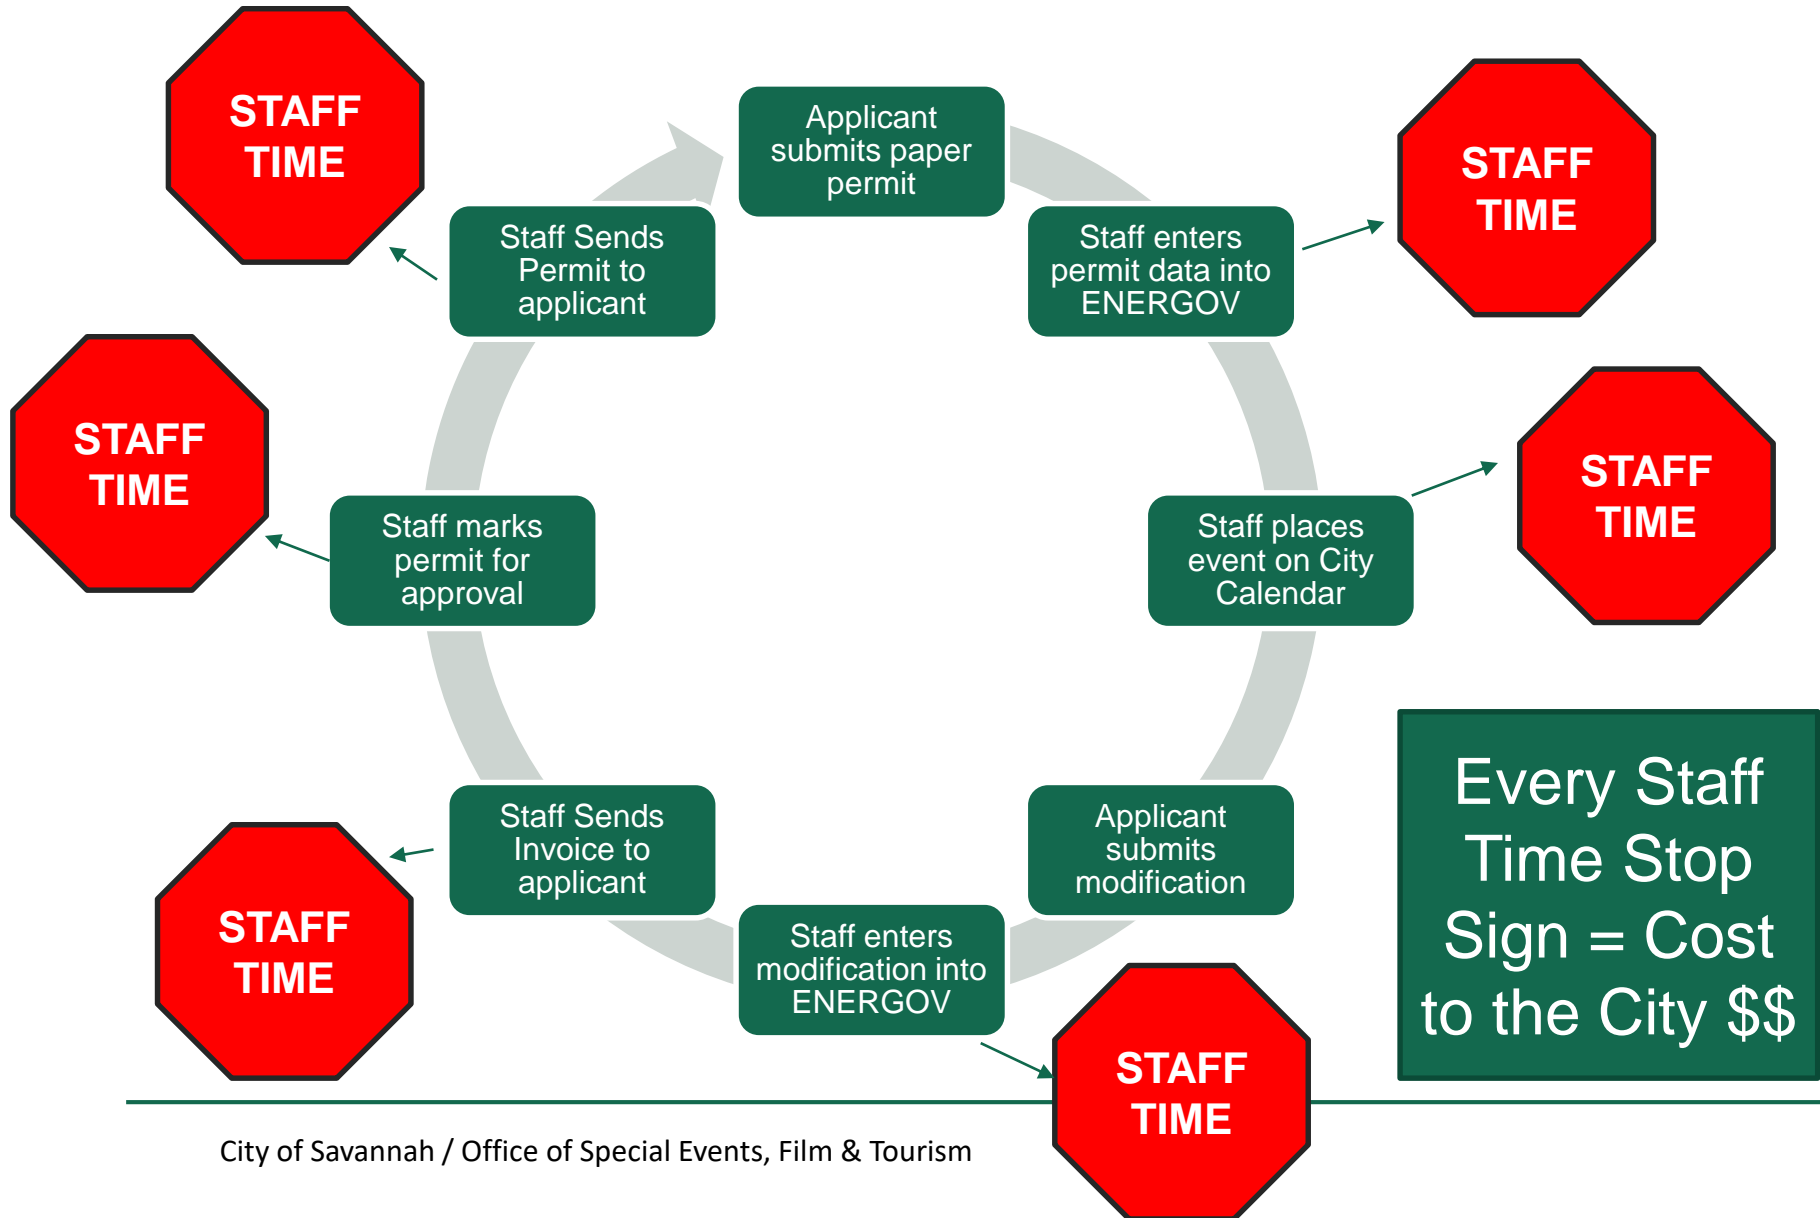 Applicant
submits paper
permit
Staff enters
permit data into
ENERGOV
STAFF
TIME
Staff places
event on City
Calendar
STAFF
TIME
Applicant
submits
modification
Staff enters
modification into
ENERGOV
STAFF
TIME
Staff Sends
Invoice to
applicant
STAFF
TIME
Staff marks
permit for
approval
STAFF
TIME
Staff Sends
Permit to
applicant
STAFF
TIME
Every Staff
Time Stop
Sign = Cost
to the City $$
City of Savannah / Office of Special Events, Film & Tourism